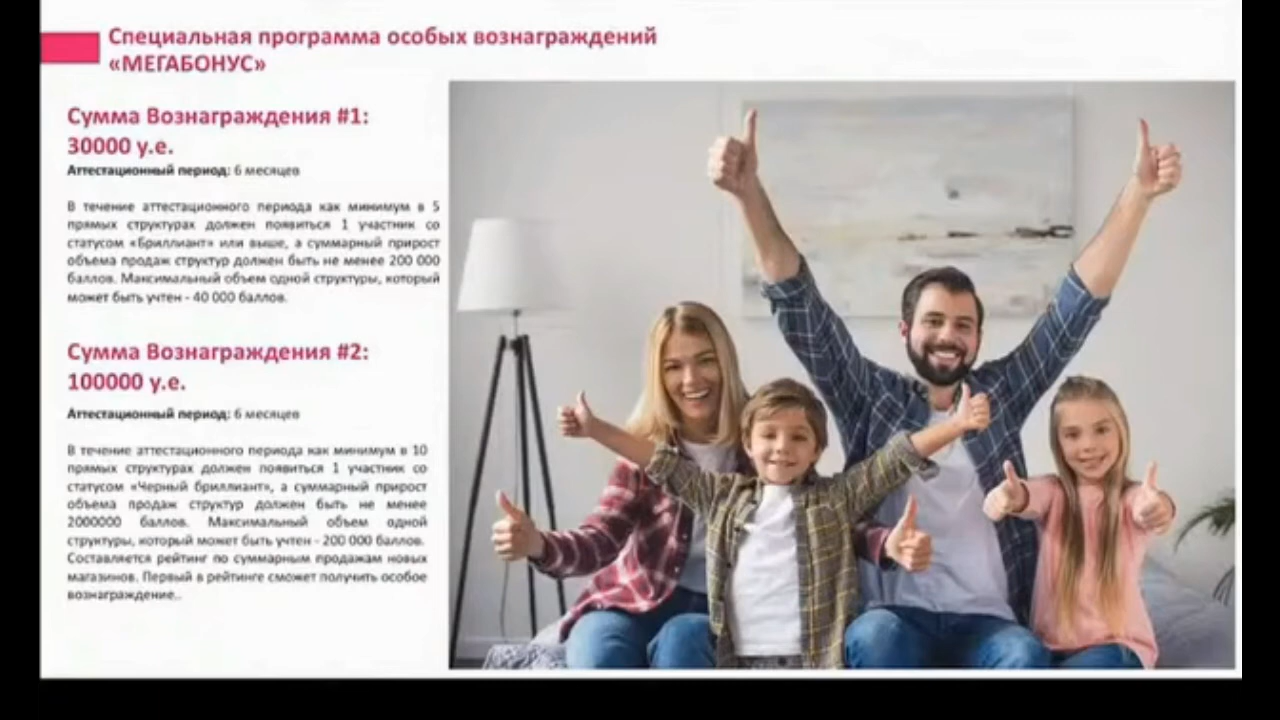 Специальная программа особых вознаграждений
«МЕГАБОНУС»
Сумма Вознаграждения #1:
30000 у.е.
Аттестационный период: 6 месяцев
В течение аттестационного периода как минимум в 5
прямых структурах должен появиться 1 участник со
статусом «Бриллиант» или выше, а суммарный прирост
объема продаж структур должен быть не менее 200 000
баллов. Максимальный объем одной структуры, который
может быть учтен - 40 000 баллов.
Сумма Вознаграждения #2:
100000 у.е.
Аттестационный период: 6 месяцев
В течение аттестационного периода как минимум в 10
прямых структурах должен появиться 1 участник со
статусом «Черный бриллиант», а суммарный прирост
объема продаж структур должен быть не менее
2000000 баллов. Максимальный объем одной
структуры, который может быть учтен - 200 000 баллов.
Составляется рейтинг по суммарным продажам новых
магазинов. Первый в рейтинге сможет получить особое
вознаграждение..